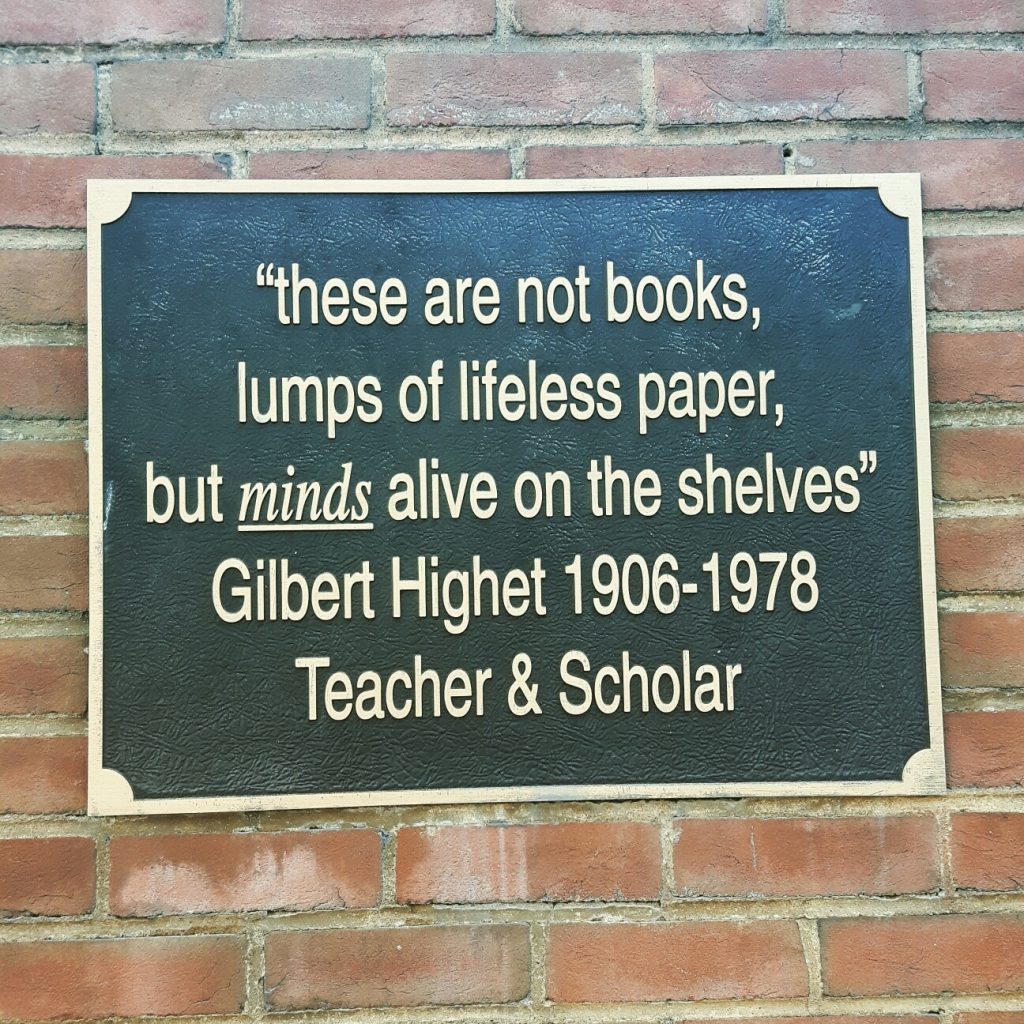 “these are not books,
lumps of lifeless paper,
but minds alive on the shelves”
Gilbert Highet 1906-1978
Teacher & Scholar